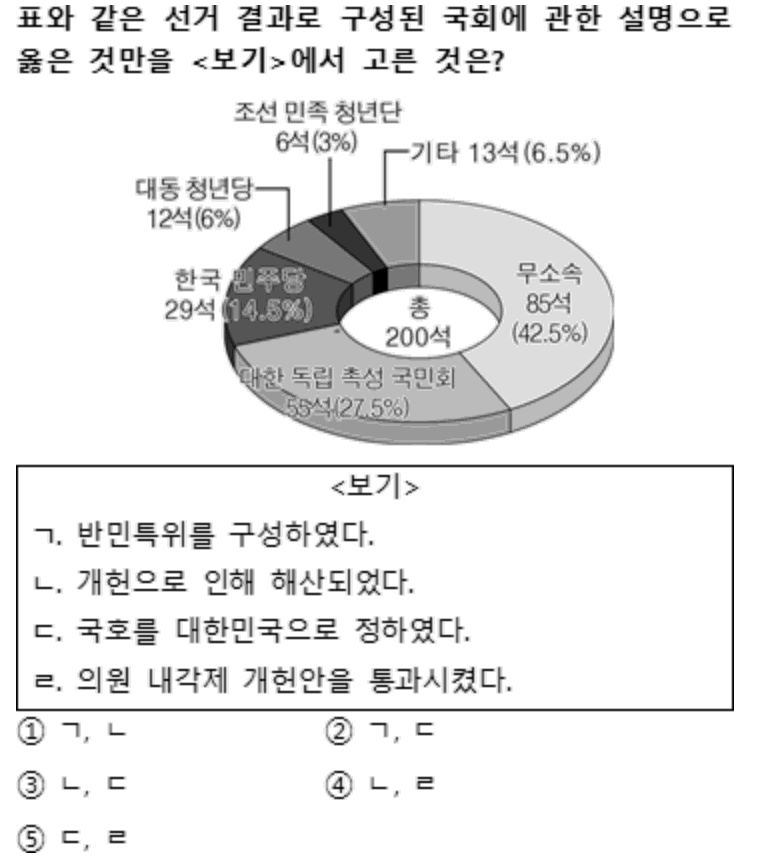 표와 같은 선거 결과로 구성된 국회에 관한 설명으로
옳은 것만을 <보기>에서 고른 것은?
조선 민족 청년단
6석(3%)
기타 13석(6.5%)
대동 청년당
12석(6%)
한국 민주당
29석(14.5%)
무소속
85석
(42.5%)
총
200석
대한 독립 촉성 국민회
55석(27.5%)
<보기>
ㄱ. 반민특위를 구성하였다.
ㄴ. 개헌으로 인해 해산되었다.
ㄷ. 국호를 대한민국으로 정하였다.
ㄹ. 의원 내각제 개헌안을 통과시켰다.
① ㄱ, ㄴ ② ㄱ, ㄷ
③ ㄴ, ㄷ ④ ㄴ, ㄹ
⑤ ㄷ, ㄹ